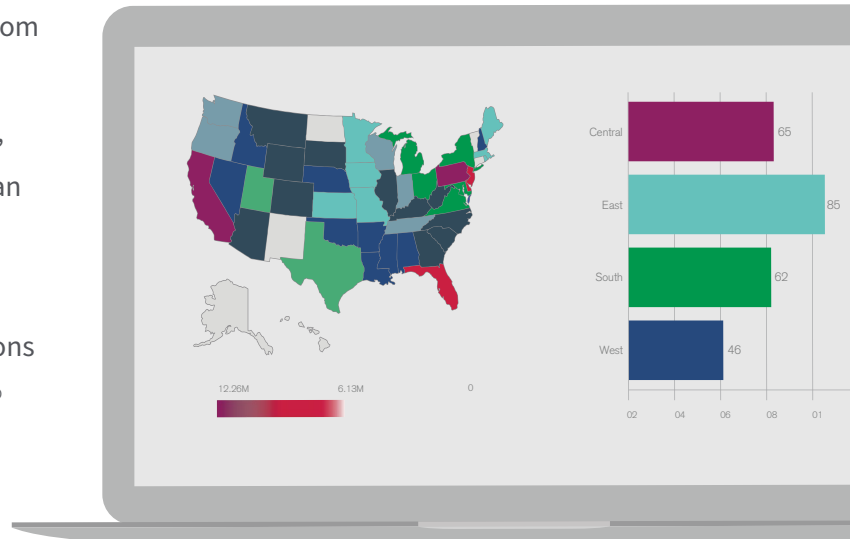 om
,
an
ons
Central
65
East
85
South
62
West
46
02 04 06 08 01
12.26M 6.13M 0